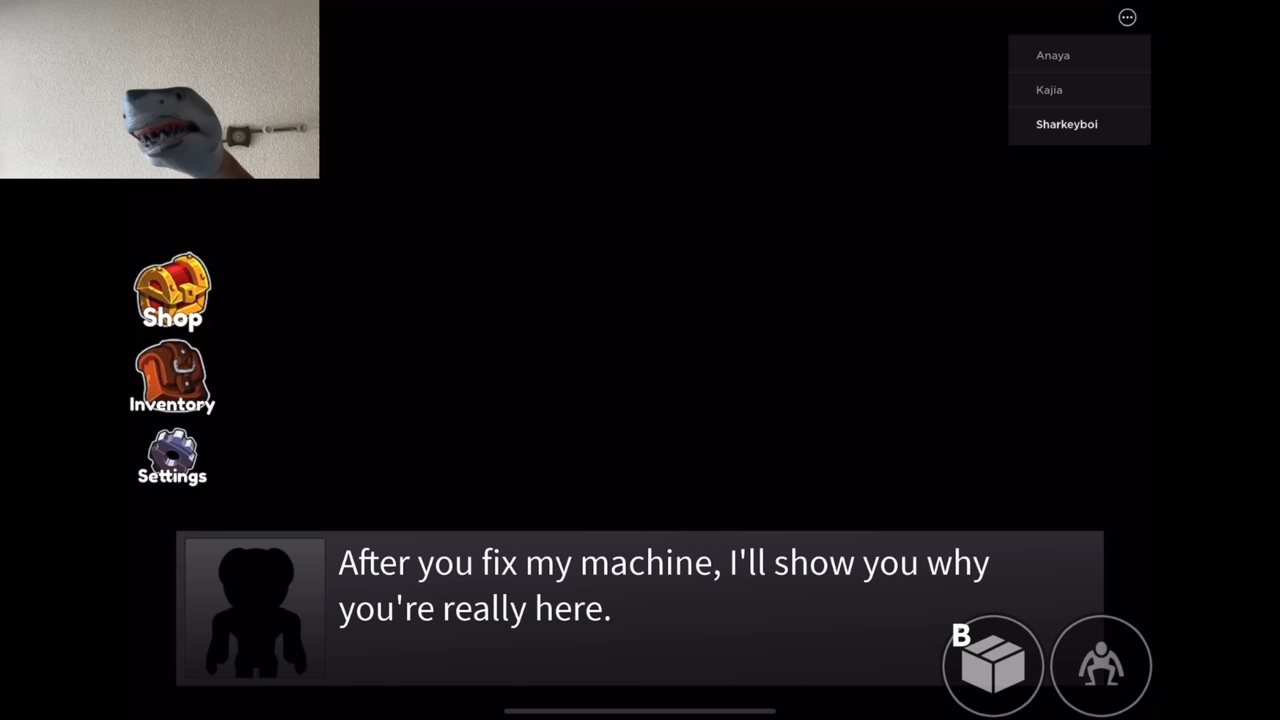 Anaya
Kajia
Sharkeyboi
Shop
Inventory
Settings
After you fix my machine, I'll show you why
you're really here.
B